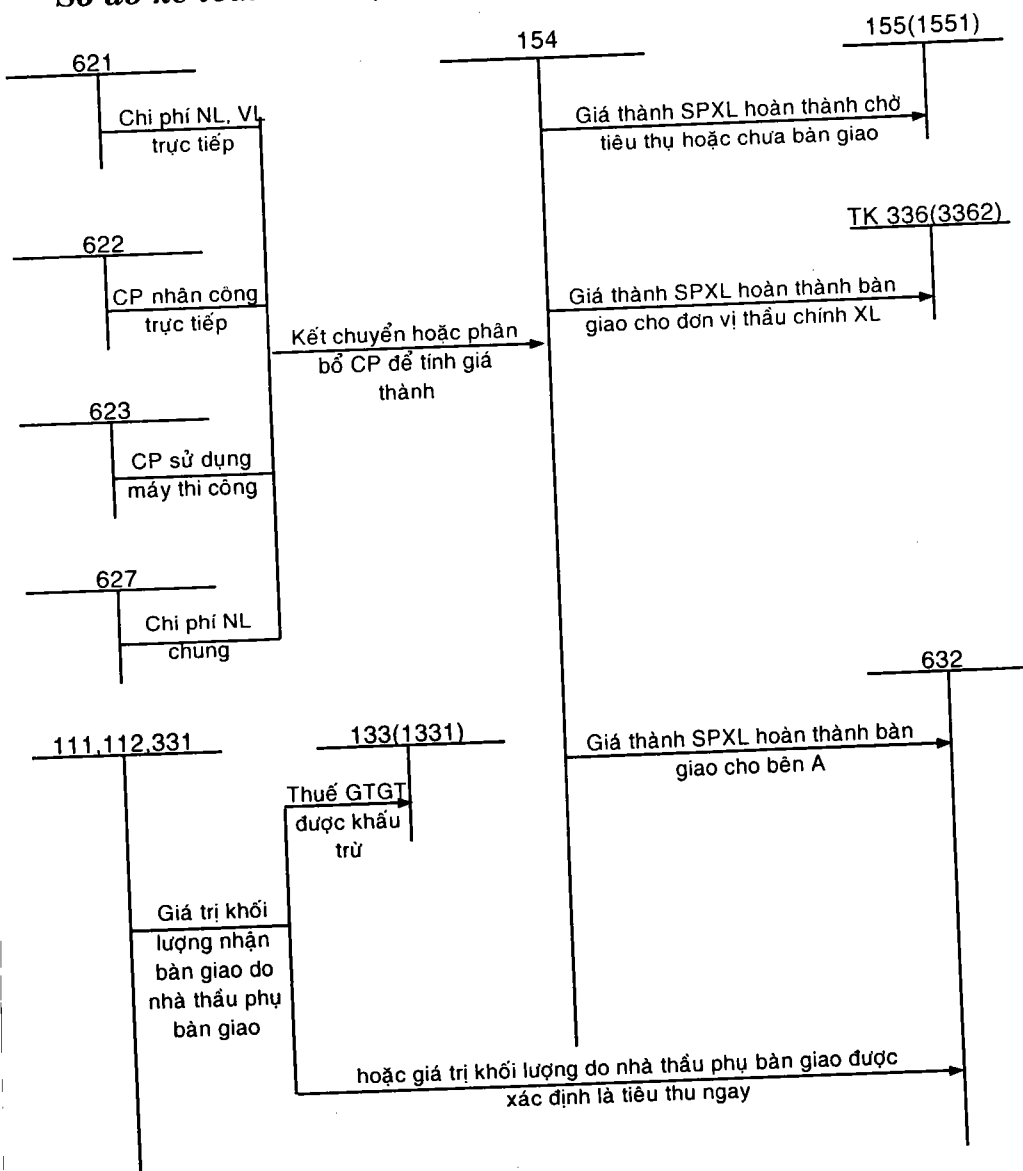 621
Chi phí NL, VL
trực tiếp
622
CP nhân công
trực tiếp
623
CP sử dụng
máy thi công
627
Chi phí NL
chung
Kết chuyển hoặc phân
bổ CP để tính giá
thành
154
155(1551)
Giá thành SPXL hoàn thành chờ
tiêu thụ hoặc chưa bàn giao
TK 336(3362)
Giá thành SPXL hoàn thành bàn
giao cho đơn vị thầu chính XL
632
Giá thành SPXL hoàn thành bàn
giao cho bên A
111,112,331
133(1331)
Thuế GTGT
được khấu
trừ
Giá trị khối
lượng nhận
bàn giao do
nhà thầu phụ
bàn giao
hoặc giá trị khối lượng do nhà thầu phụ bàn giao được
xác định là tiêu thu ngay